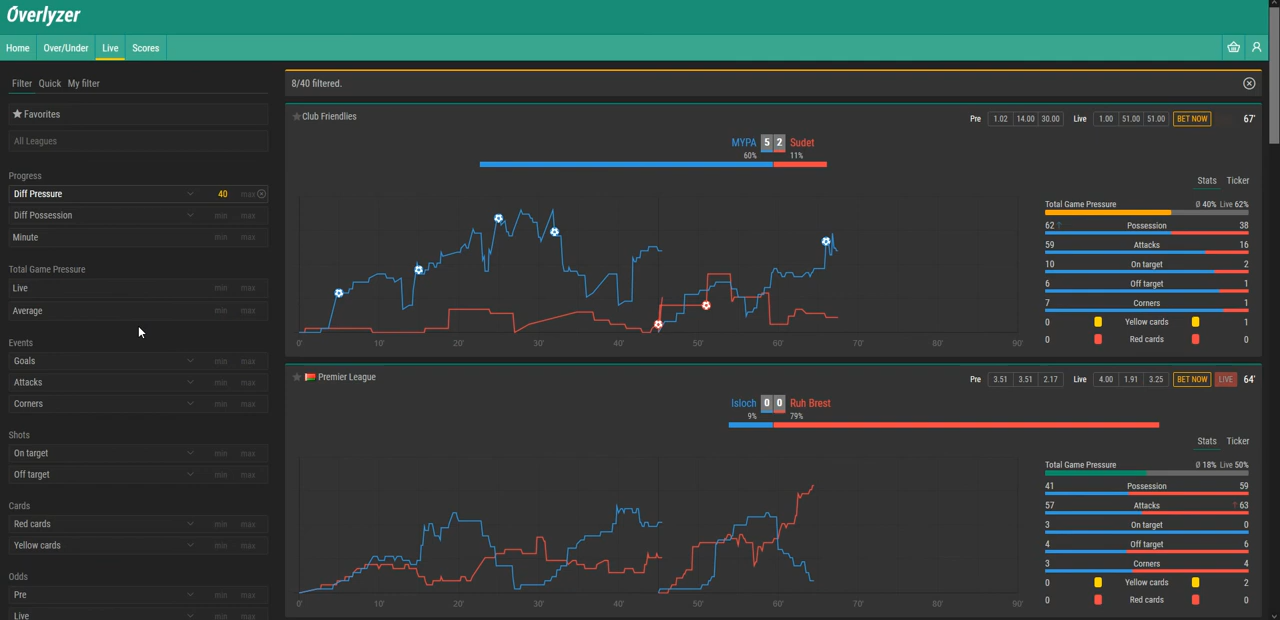 Overlyzer
Home Over/Under Live Scores
Filter Quick My filter
Favorites
All Leagues
Progress
Diff Pressure 40 max
Diff Possession min max
Minute min max
Total Game Pressure
Live min max
Average min max
Events
Goals min max
Attacks min max
Corners min max
Shots
On target min max
Off target min max
Cards
Red cards min max
Yellow cards min max
Odds
Pre min max
Live min max
8/40 filtered.
Club Friendlies Pre 1.02 14.00 30.00 Live 1.00 51.00 51.00 BET NOW 67'
MYPA 5 2 Sudet
60% 11%
Stats Ticker
Total Game Pressure Ø 40% Live 62%
62 Possession 38
59 Attacks 16
10 On target 2
6 Off target 1
7 Corners 1
0 Yellow cards 1
0 Red cards 0
0' 10' 20' 30' 40' 50' 60' 70' 80' 90'
Premier League Pre 3.51 3.51 2.17 Live 4.00 1.91 3.25 BET NOW LIVE 64'
Isloch 0 0 Ruh Brest
9% 79%
Stats Ticker
Total Game Pressure Ø 18% Live 50%
41 Possession 59
57 Attacks 63
3 On target 0
4 Off target 6
3 Corners 4
0 Yellow cards 2
0 Red cards 0
0' 10' 20' 30' 40' 50' 60' 70' 80' 90'